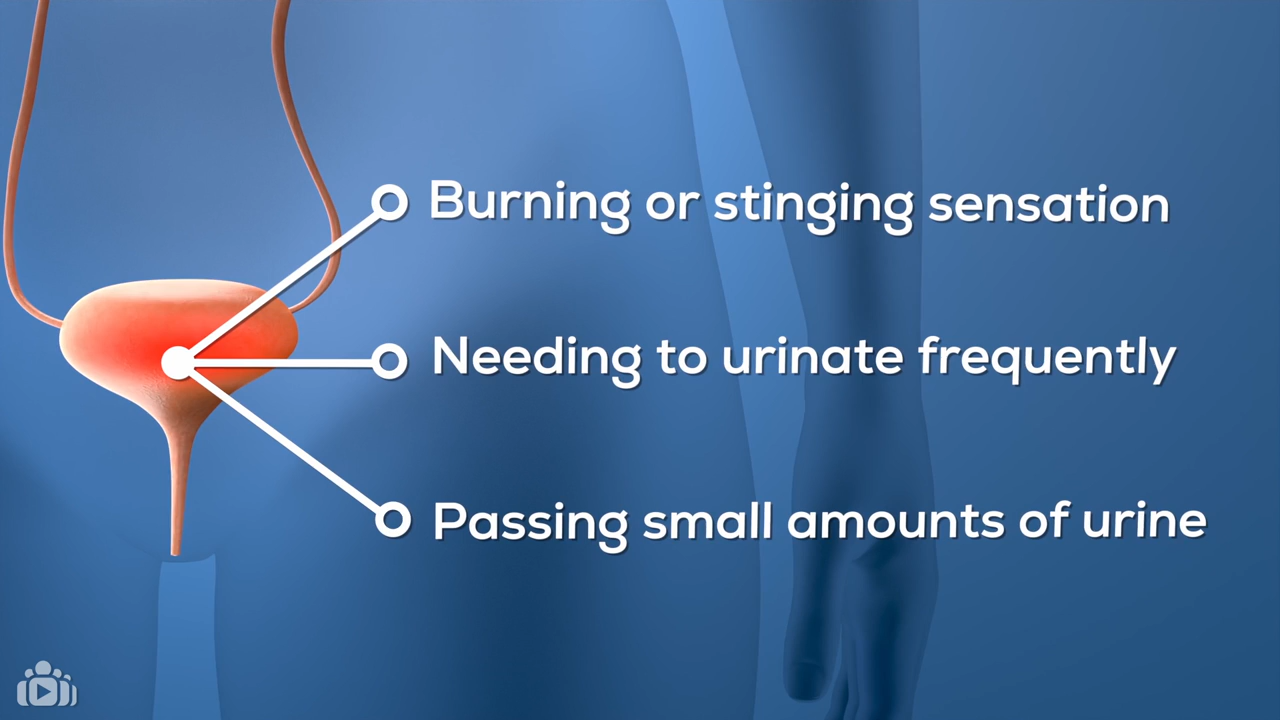 Burning or stinging sensation
Needing to urinate frequently
Passing small amounts of urine